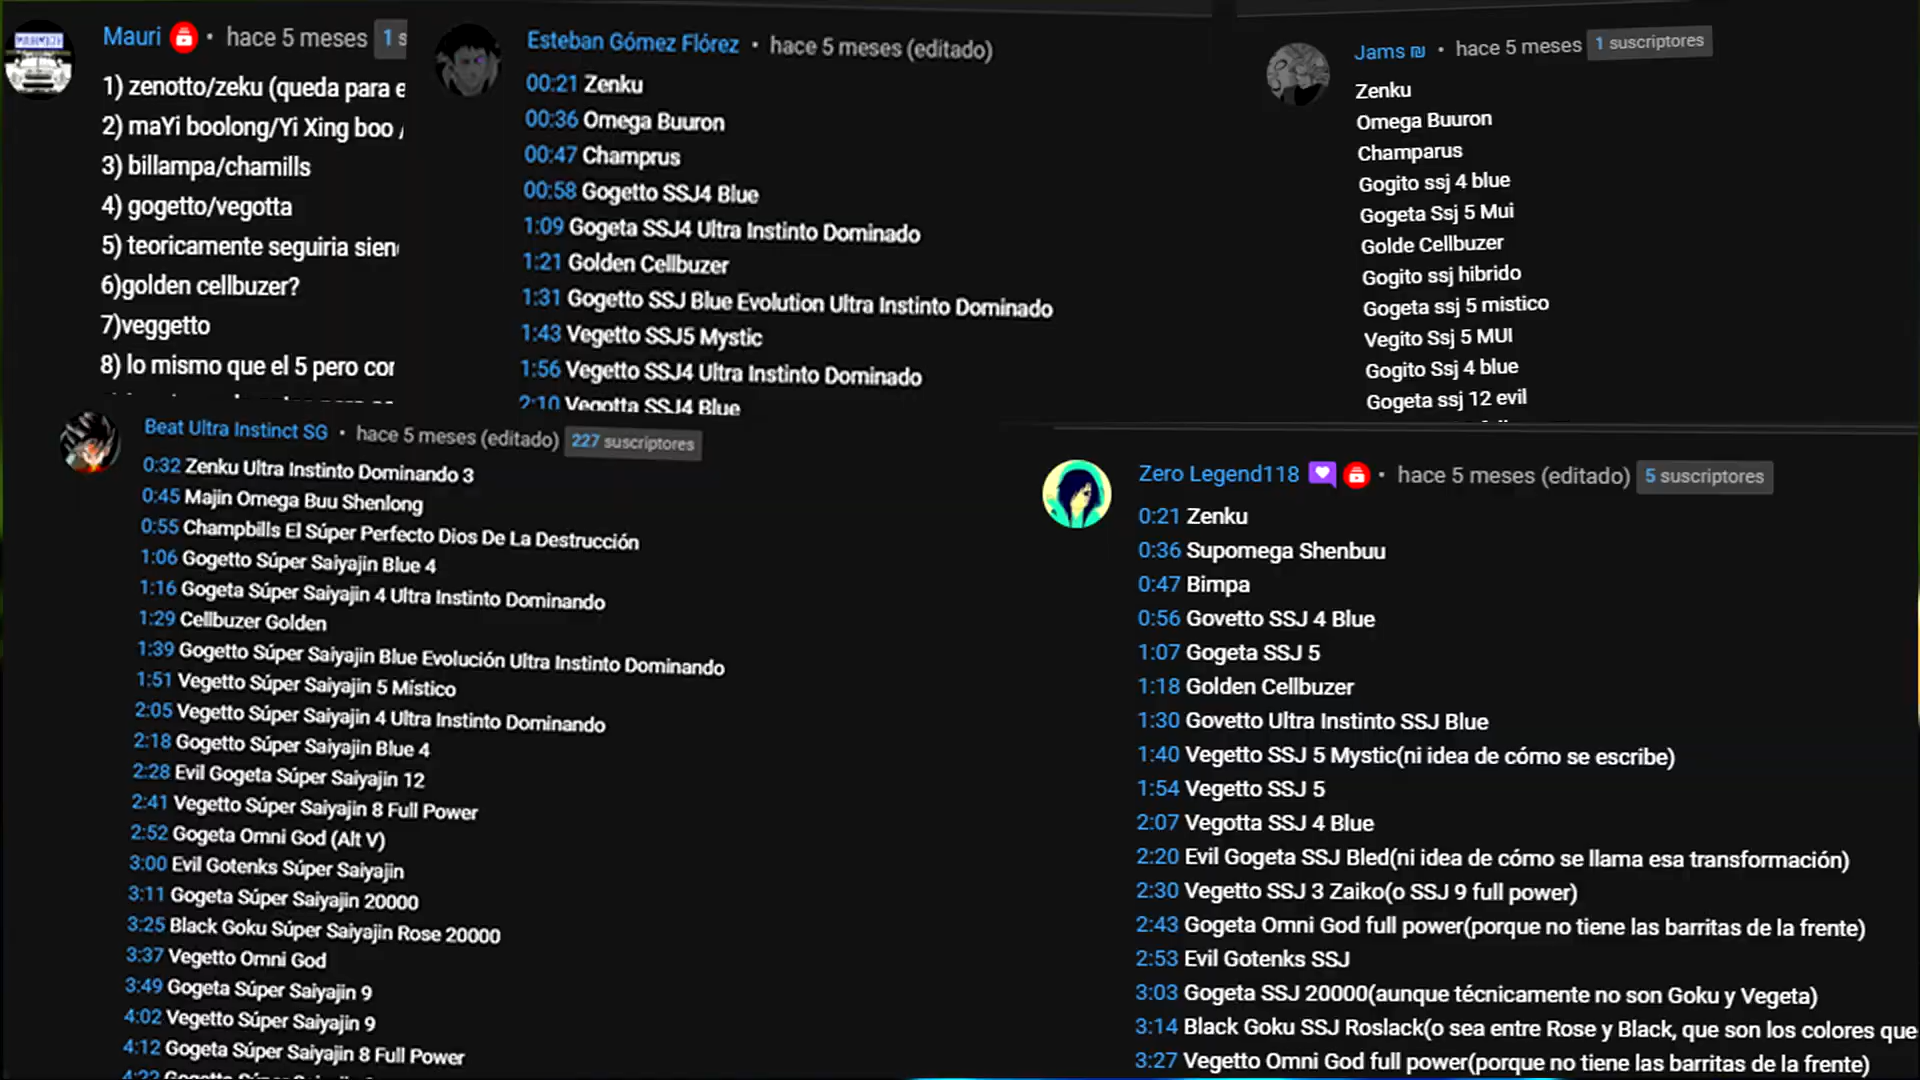 Mauri · hace 5 meses 1 s
1) zenotto/zeku (queda para e
2) maYi boolong/Yi Xing boo /
3) billampa/chamills
4) gogetto/vegotta
5) teoricamente seguiria sien
6)golden cellbuzer?
7)veggetto
8) lo mismo que el 5 pero cor
Esteban Gómez Flórez · hace 5 meses (editado)
00:21 Zenku
00:36 Omega Buuron
00:47 Champrus
00:58 Gogetto SSJ4 Blue
1:09 Gogeta SSJ4 Ultra Instinto Dominado
1:21 Golden Cellbuzer
1:31 Gogetto SSJ Blue Evolution Ultra Instinto Dominado
1:43 Vegetto SSJ5 Mystic
1:56 Vegetto SSJ4 Ultra Instinto Dominado
2:10 Vegotta SSJ4 Blue
Jams ₪ · hace 5 meses 1 suscriptores
Zenku
Omega Buuron
Champarus
Gogito ssj 4 blue
Gogeta Ssj 5 Mui
Golde Cellbuzer
Gogito ssj hibrido
Gogeta ssj 5 mistico
Vegito Ssj 5 MUI
Gogito Ssj 4 blue
Gogeta ssj 12 evil
Beat Ultra Instinct SG · hace 5 meses (editado) 227 suscriptores
0:32 Zenku Ultra Instinto Dominando 3
0:45 Majin Omega Buu Shenlong
0:55 Champbills El Súper Perfecto Dios De La Destrucción
1:06 Gogetto Súper Saiyajin Blue 4
1:16 Gogeta Súper Saiyajin 4 Ultra Instinto Dominando
1:29 Cellbuzer Golden
1:39 Gogetto Súper Saiyajin Blue Evolución Ultra Instinto Dominando
1:51 Vegetto Súper Saiyajin 5 Místico
2:05 Vegetto Súper Saiyajin 4 Ultra Instinto Dominando
2:18 Gogetto Súper Saiyajin Blue 4
2:28 Evil Gogeta Súper Saiyajin 12
2:41 Vegetto Súper Saiyajin 8 Full Power
2:52 Gogeta Omni God (Alt V)
3:00 Evil Gotenks Súper Saiyajin
3:11 Gogeta Súper Saiyajin 20000
3:25 Black Goku Súper Saiyajin Rose 20000
3:37 Vegetto Omni God
3:49 Gogeta Súper Saiyajin 9
4:02 Vegetto Súper Saiyajin 9
4:12 Gogeta Súper Saiyajin 8 Full Power
Zero Legend118 · hace 5 meses (editado) 5 suscriptores
0:21 Zenku
0:36 Supomega Shenbuu
0:47 Bimpa
0:56 Govetto SSJ 4 Blue
1:07 Gogeta SSJ 5
1:18 Golden Cellbuzer
1:30 Govetto Ultra Instinto SSJ Blue
1:40 Vegetto SSJ 5 Mystic(ni idea de cómo se escribe)
1:54 Vegetto SSJ 5
2:07 Vegotta SSJ 4 Blue
2:20 Evil Gogeta SSJ Bled(ni idea de cómo se llama esa transformación)
2:30 Vegetto SSJ 3 Zaiko(o SSJ 9 full power)
2:43 Gogeta Omni God full power(porque no tiene las barritas de la frente)
2:53 Evil Gotenks SSJ
3:03 Gogeta SSJ 20000(aunque técnicamente no son Goku y Vegeta)
3:14 Black Goku SSJ Roslack(o sea entre Rose y Black, que son los colores que
3:27 Vegetto Omni God full power(porque no tiene las barritas de la frente)